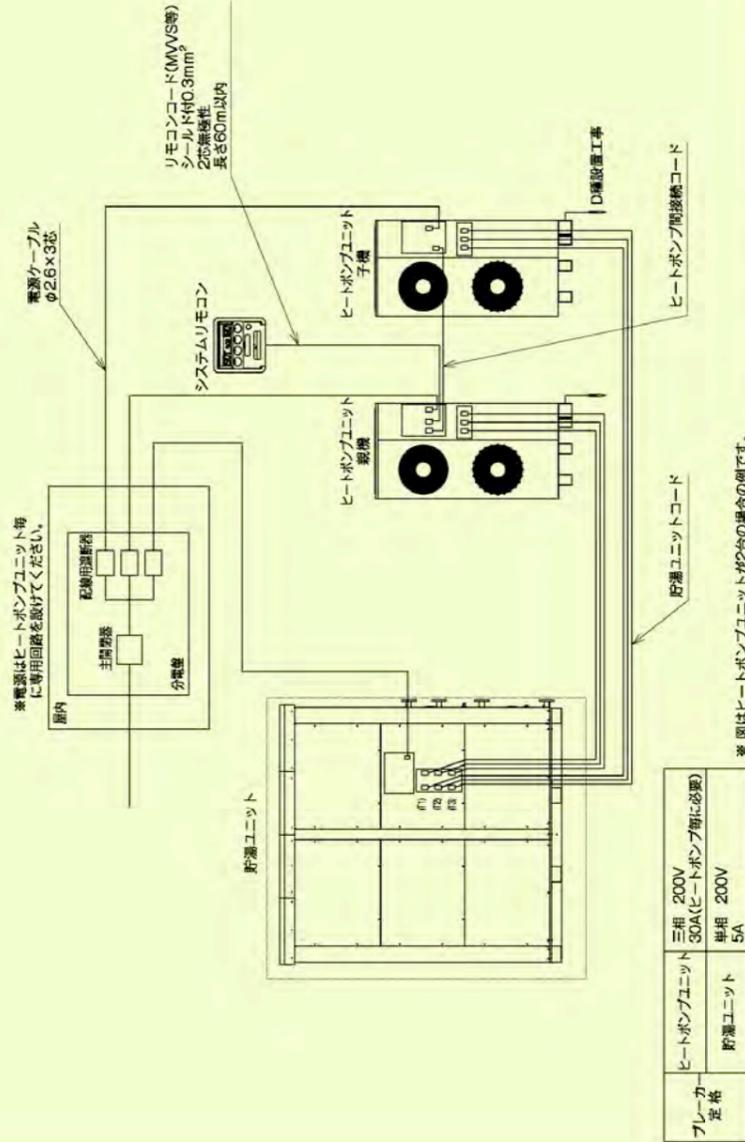 ※電源はヒートポンプユニット毎
に専用回路を設けてください。
屋内
主開閉器
配線用遮断器
分電盤
電源ケーブル
φ2.6×3芯
リモコンコード(MVVS等)
シールド付0.3mm²
2芯無極性
長さ60m以内
システムリモコン
貯湯ユニット
(T1)
(T2)
(T3)
ヒートポンプユニット
親機
ヒートポンプユニット
子機
D種設置工事
貯湯ユニットコード
ヒートポンプ間接続コード
ブレーカー
定格
ヒートポンプユニット
三相 200V
30A(ヒートポンプ毎に必要)
貯湯ユニット
単相 200V
5A
※ 図はヒートポンプユニットが2台の場合の例です。